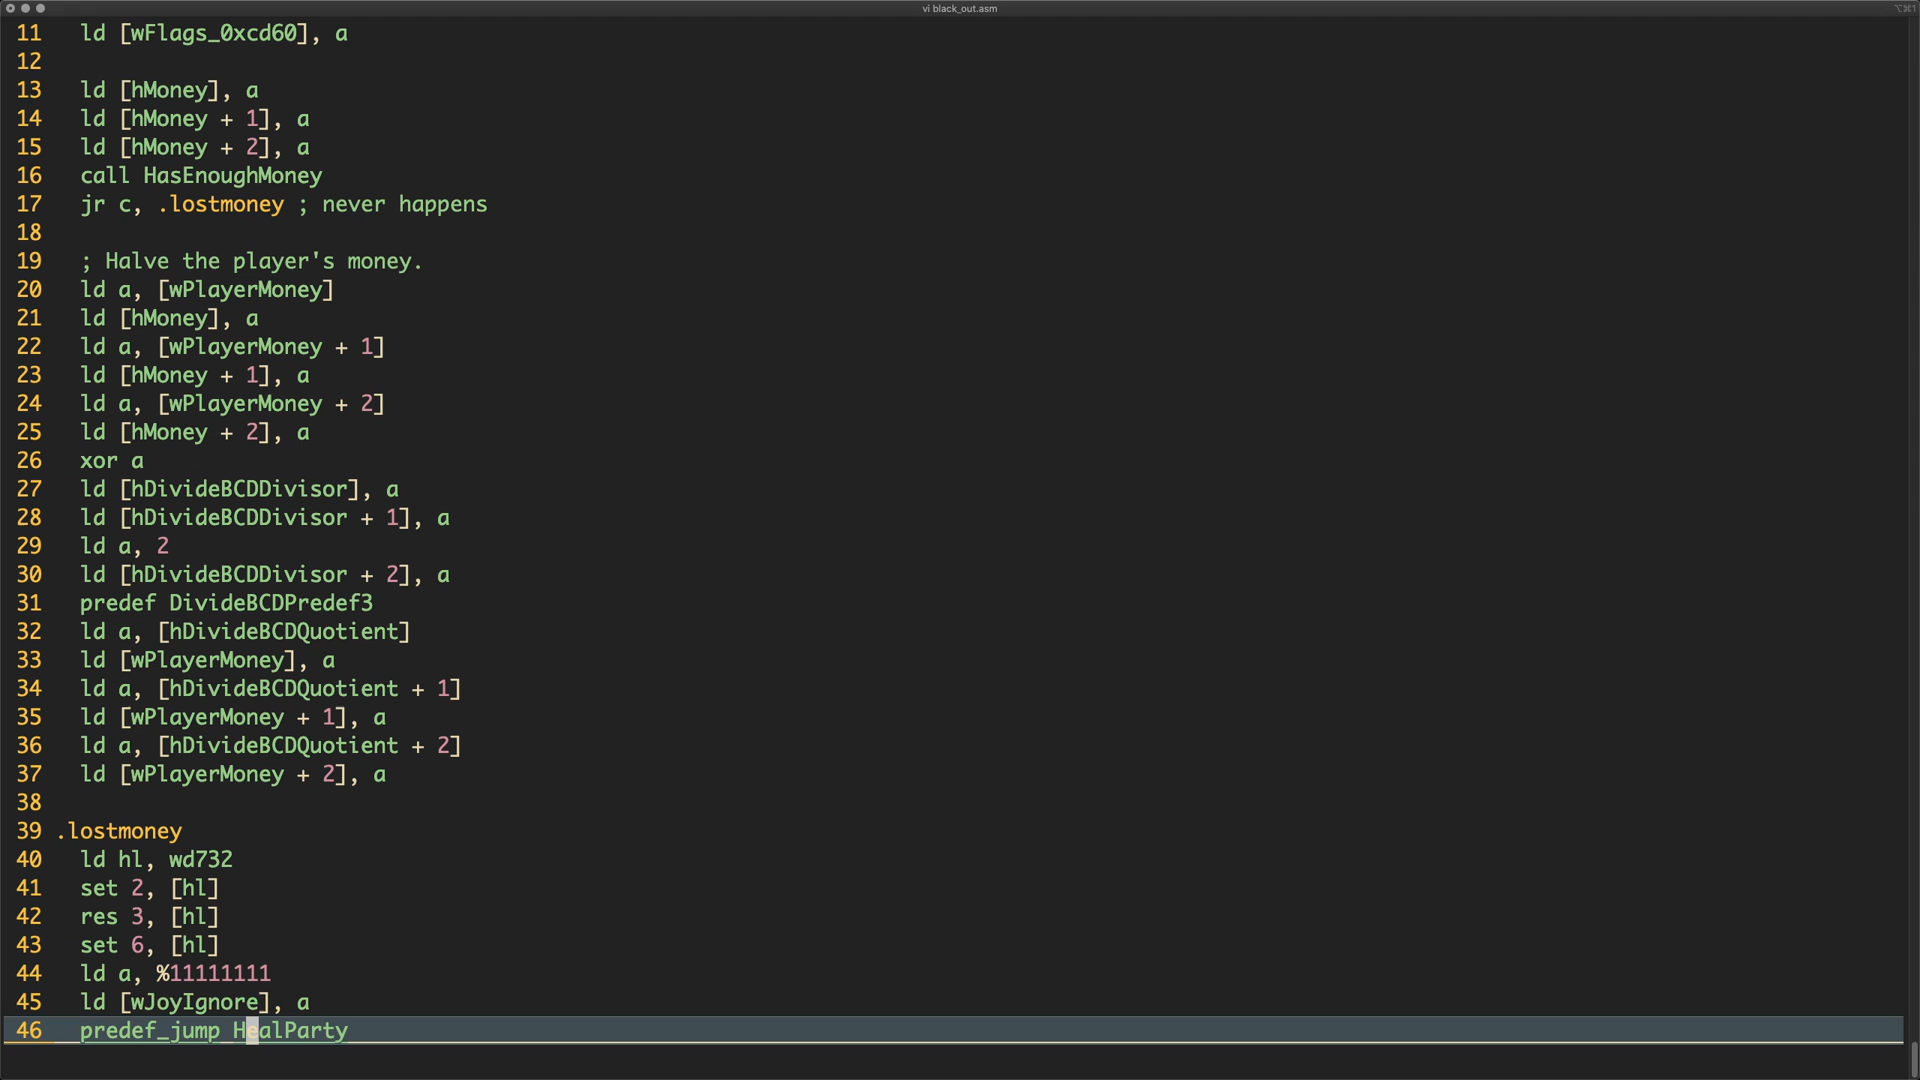 vi black_out.asm
⌥⌘1
11 ld [wFlags_0xcd60], a
12
13 ld [hMoney], a
14 ld [hMoney + 1], a
15 ld [hMoney + 2], a
16 call HasEnoughMoney
17 jr c, .lostmoney ; never happens
18
19 ; Halve the player's money.
20 ld a, [wPlayerMoney]
21 ld [hMoney], a
22 ld a, [wPlayerMoney + 1]
23 ld [hMoney + 1], a
24 ld a, [wPlayerMoney + 2]
25 ld [hMoney + 2], a
26 xor a
27 ld [hDivideBCDDivisor], a
28 ld [hDivideBCDDivisor + 1], a
29 ld a, 2
30 ld [hDivideBCDDivisor + 2], a
31 predef DivideBCDPredef3
32 ld a, [hDivideBCDQuotient]
33 ld [wPlayerMoney], a
34 ld a, [hDivideBCDQuotient + 1]
35 ld [wPlayerMoney + 1], a
36 ld a, [hDivideBCDQuotient + 2]
37 ld [wPlayerMoney + 2], a
38
39 .lostmoney
40 ld hl, wd732
41 set 2, [hl]
42 res 3, [hl]
43 set 6, [hl]
44 ld a, %11111111
45 ld [wJoyIgnore], a
46 predef_jump HealParty